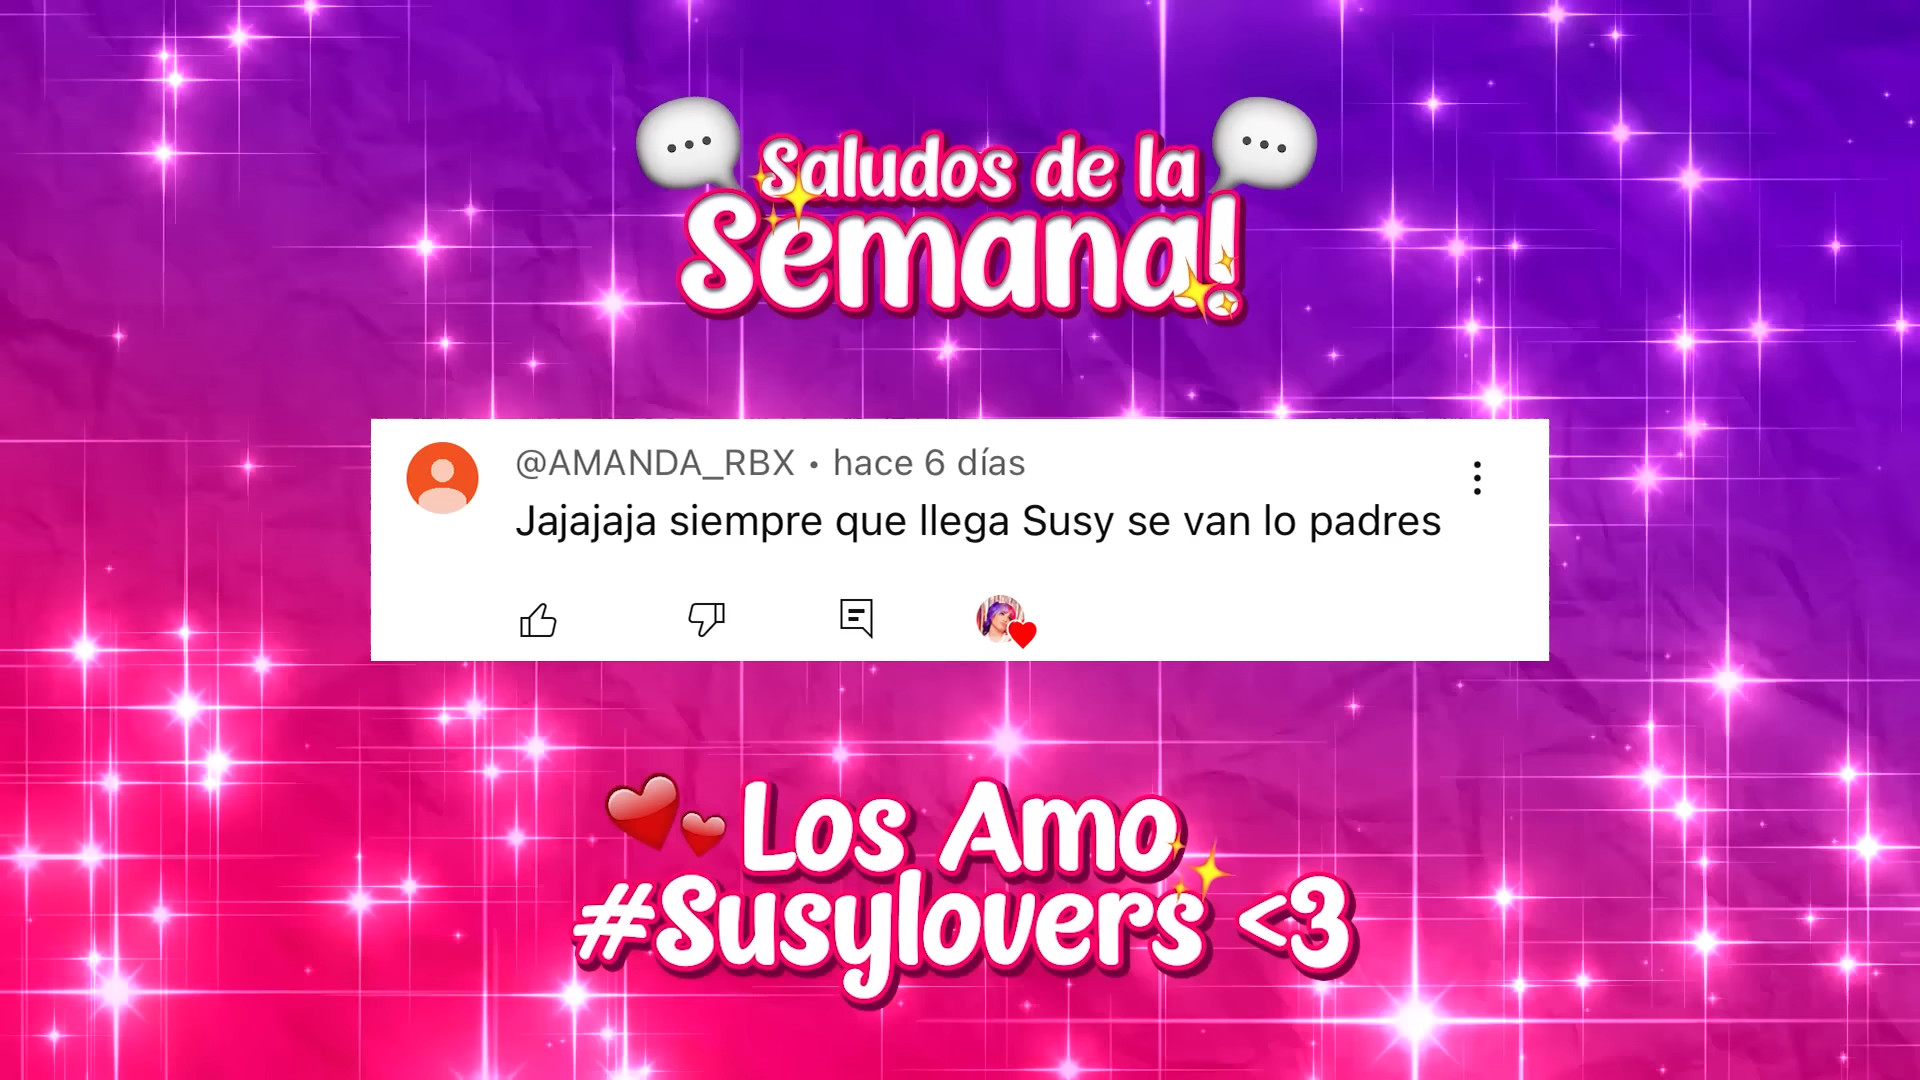 Saludos de la
Semana!
@AMANDA_RBX • hace 6 días
Jajajaja siempre que llega Susy se van lo padres
Los Amo
#Susylovers <3